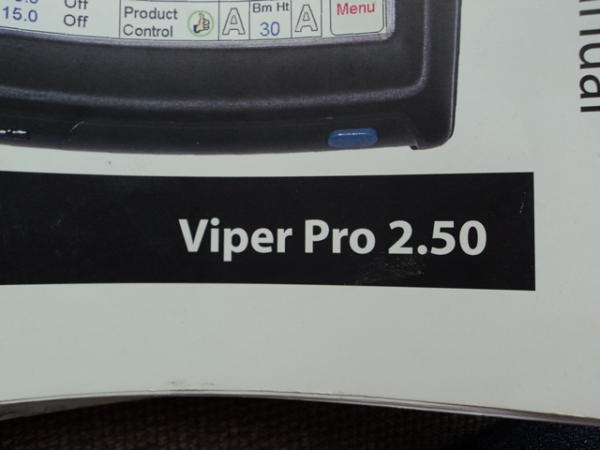 Off
15.0 Off
Product Control
A
Bm Ht
30
A
Menu
Viper Pro 2.50